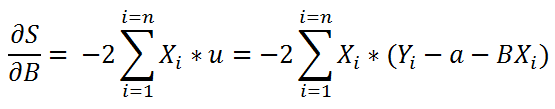 ∂S/∂B = −2 ∑_{i=1}^{i=n} X_i * u = −2 ∑_{i=1}^{i=n} X_i * (Y_i − a − BX_i)